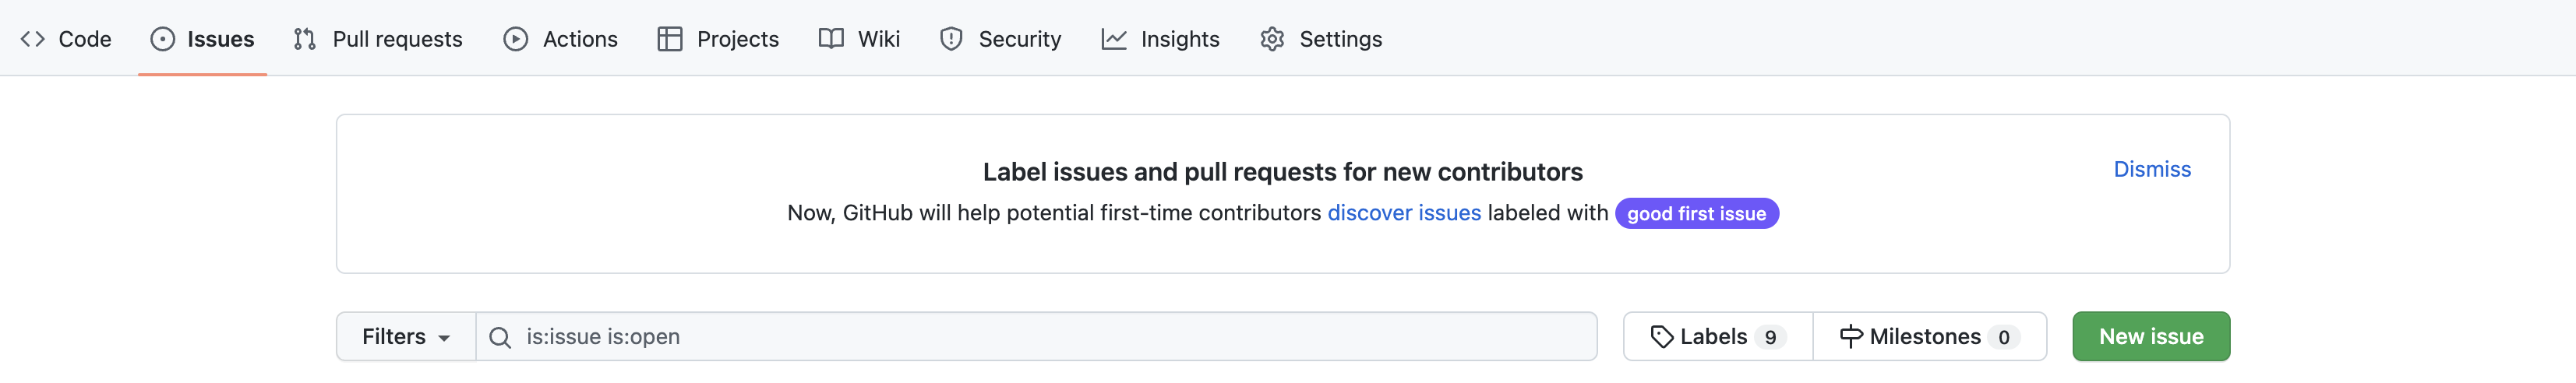 Code Issues Pull requests Actions Projects Wiki Security Insights Settings
Label issues and pull requests for new contributors
Dismiss
Now, GitHub will help potential first-time contributors discover issues labeled with good first issue
Filters is:issue is:open Labels 9 Milestones 0 New issue